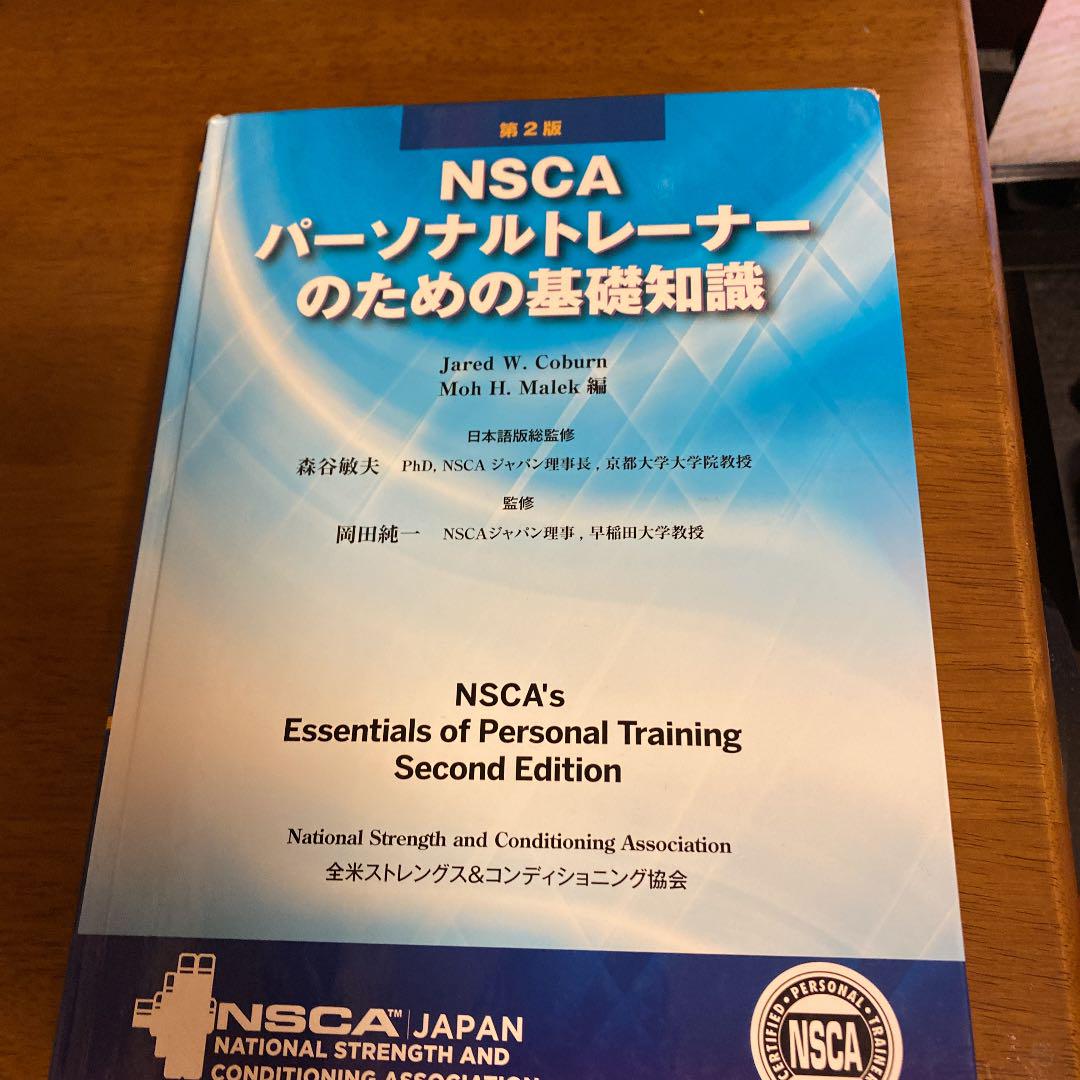 第2版
NSCA
パーソナルトレーナー
のための基礎知識
Jared W. Coburn
Moh H. Malek 編
日本語版総監修
森谷敏夫 PhD, NSCA ジャパン理事長, 京都大学大学院教授
監修
岡田純一 NSCAジャパン理事, 早稲田大学教授
NSCA's
Essentials of Personal Training
Second Edition
National Strength and Conditioning Association
全米ストレングス&コンディショニング協会
NSCA™ JAPAN
NATIONAL STRENGTH AND
CONDITIONING ASSOCIATION
CERTIFIED • PERSONAL • TRAINER
NSCA